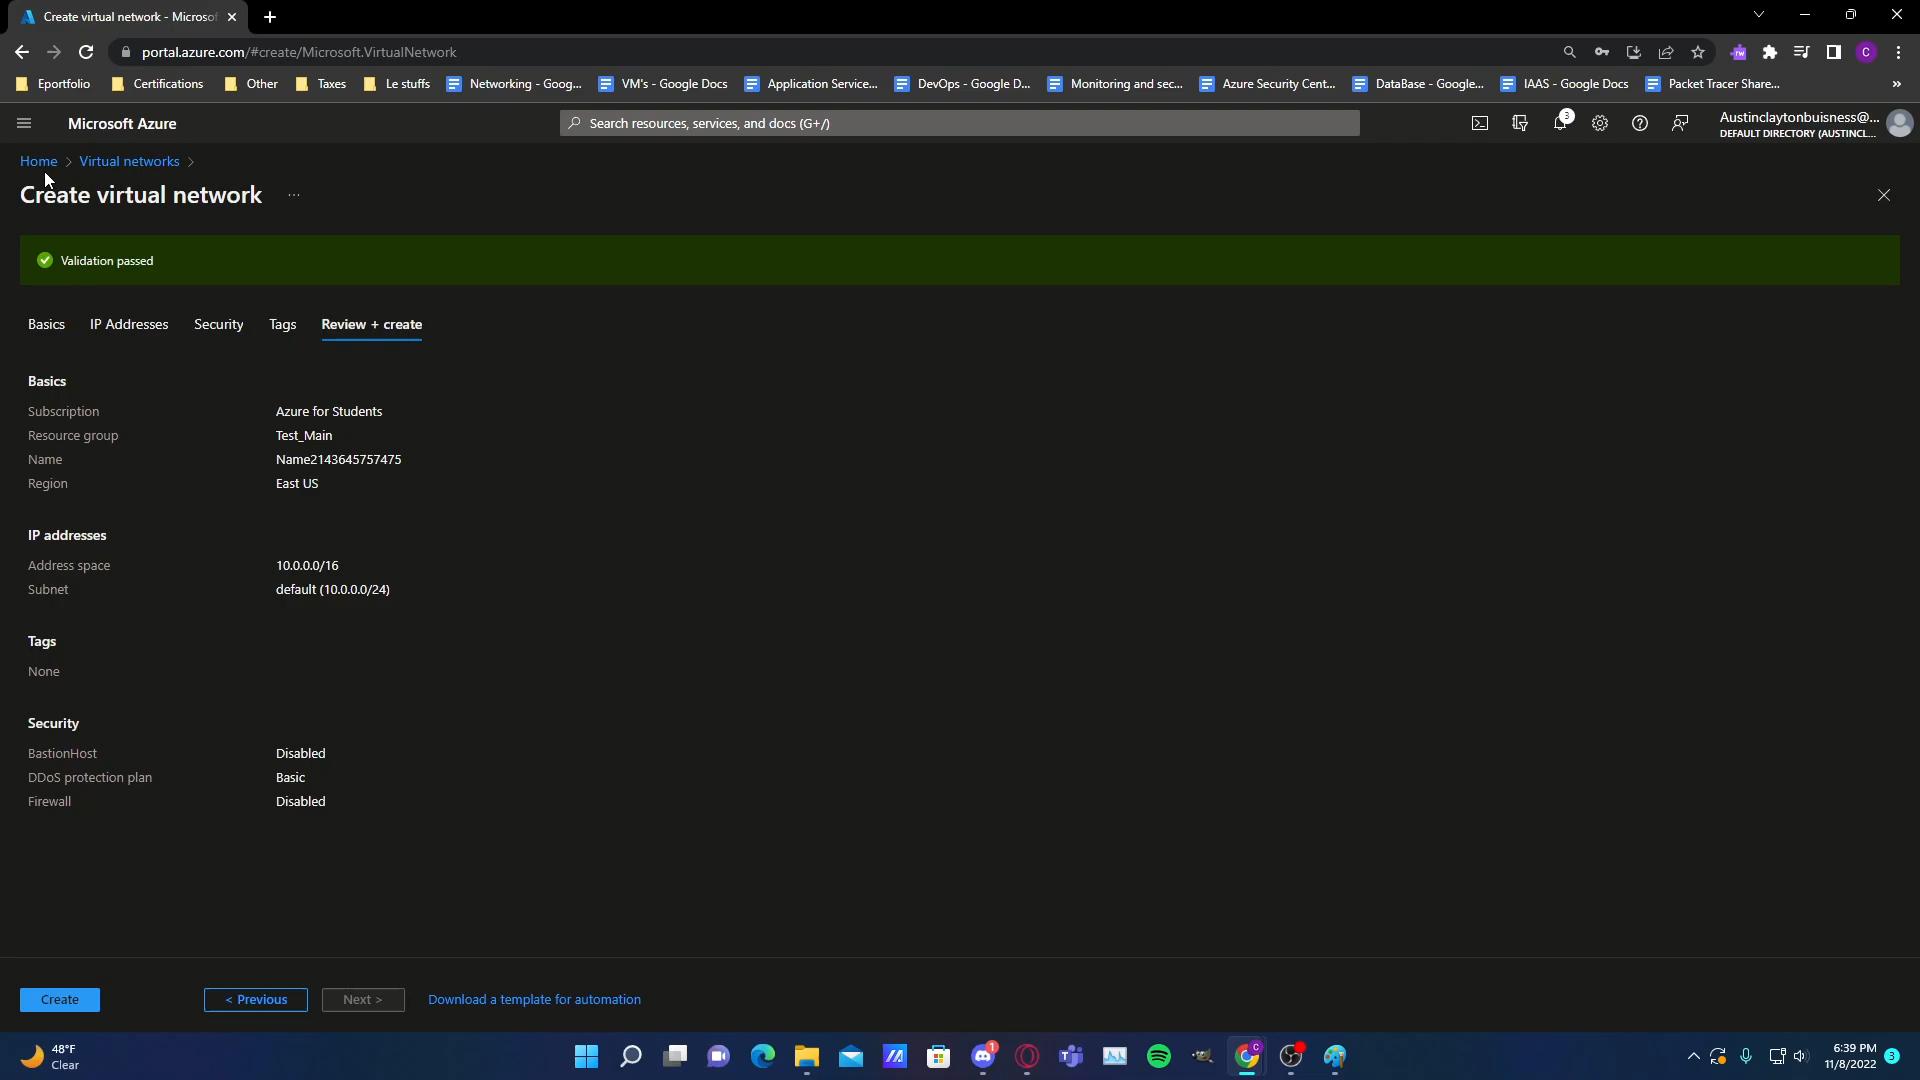 Create virtual network - Microsof
portal.azure.com/#create/Microsoft.VirtualNetwork
C
Eportfolio
Certifications
Other
Taxes
Le stuffs
Networking - Goog...
VM's - Google Docs
Application Service...
DevOps - Google D...
Monitoring and sec...
Azure Security Cent...
DataBase - Google...
IAAS - Google Docs
Packet Tracer Share...
»
Microsoft Azure
Search resources, services, and docs (G+/)
3
Austinclaytonbuisness@...
DEFAULT DIRECTORY (AUSTINCL...
Home > Virtual networks >
Create virtual network ...
Validation passed
Basics
IP Addresses
Security
Tags
Review + create
Basics
Subscription Azure for Students
Resource group Test_Main
Name Name2143645757475
Region East US
IP addresses
Address space 10.0.0.0/16
Subnet default (10.0.0.0/24)
Tags
None
Security
BastionHost Disabled
DDoS protection plan Basic
Firewall Disabled
Create
< Previous
Next >
Download a template for automation
48°F
Clear
1
C
6:39 PM
11/8/2022
3